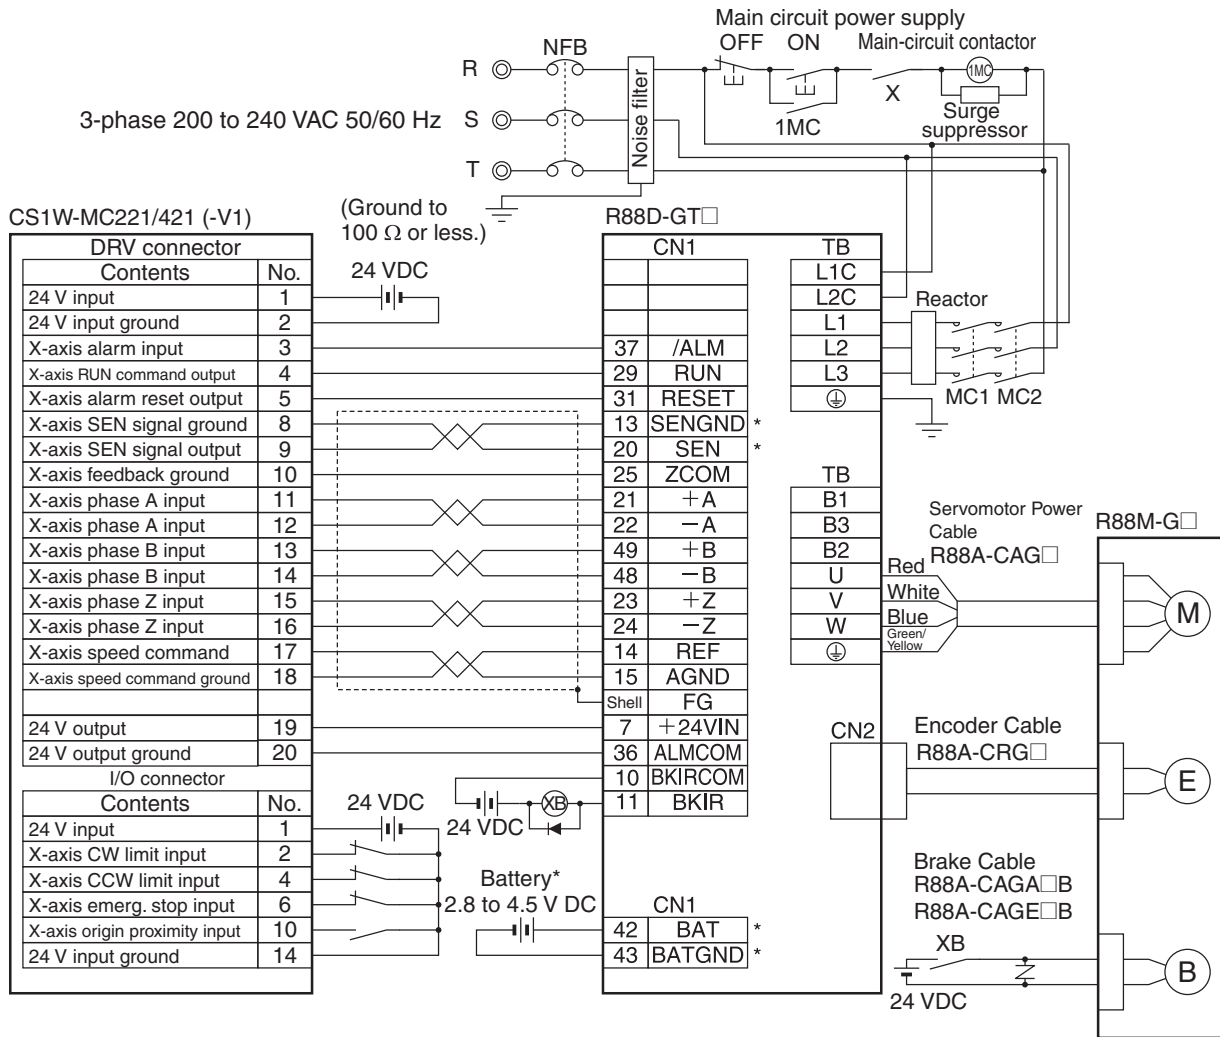 Main circuit power supply
OFF ON Main-circuit contactor
NFB
R
1MC
X
Surge suppressor
1MC
Noise filter
3-phase 200 to 240 VAC 50/60 Hz S
T
CS1W-MC221/421 (-V1)
(Ground to
100 Ω or less.)
R88D-GT□
DRV connector
Contents No.
24 V input 1
24 V input ground 2
X-axis alarm input 3
X-axis RUN command output 4
X-axis alarm reset output 5
X-axis SEN signal ground 8
X-axis SEN signal output 9
X-axis feedback ground 10
X-axis phase A input 11
X-axis phase A input 12
X-axis phase B input 13
X-axis phase B input 14
X-axis phase Z input 15
X-axis phase Z input 16
X-axis speed command 17
X-axis speed command ground 18
24 V output 19
24 V output ground 20
I/O connector
Contents No.
24 V input 1
X-axis CW limit input 2
X-axis CCW limit input 4
X-axis emerg. stop input 6
X-axis origin proximity input 10
24 V input ground 14
24 VDC
24 VDC
24 VDC
XB
Battery*
2.8 to 4.5 V DC
CN1
37 /ALM
29 RUN
31 RESET
13 SENGND *
20 SEN *
25 ZCOM
21 +A
22 −A
49 +B
48 −B
23 +Z
24 −Z
14 REF
15 AGND
Shell FG
7 +24VIN
36 ALMCOM
10 BKIRCOM
11 BKIR
CN1
42 BAT *
43 BATGND *
TB
L1C
L2C
L1
L2
L3
Reactor
MC1 MC2
TB
B1
B3
B2
U
V
W
Red
White
Blue
Green/
Yellow
Servomotor Power
Cable
R88A-CAG□
R88M-G□
M
CN2
Encoder Cable
R88A-CRG□
E
Brake Cable
R88A-CAGA□B
R88A-CAGE□B
XB
24 VDC
B